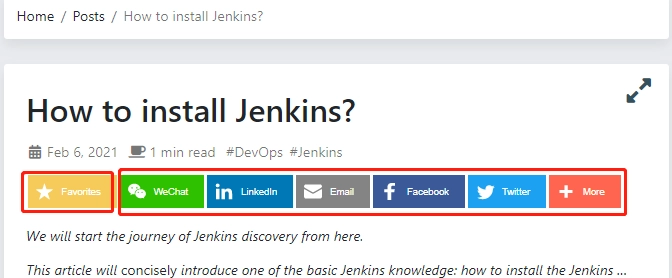 Home / Posts / How to install Jenkins?
How to install Jenkins?
Feb 6, 2021 1 min read #DevOps #Jenkins
Favorites WeChat LinkedIn Email Facebook Twitter More
We will start the journey of Jenkins discovery from here.
This article will concisely introduce one of the basic Jenkins knowledge: how to install the Jenkins ...